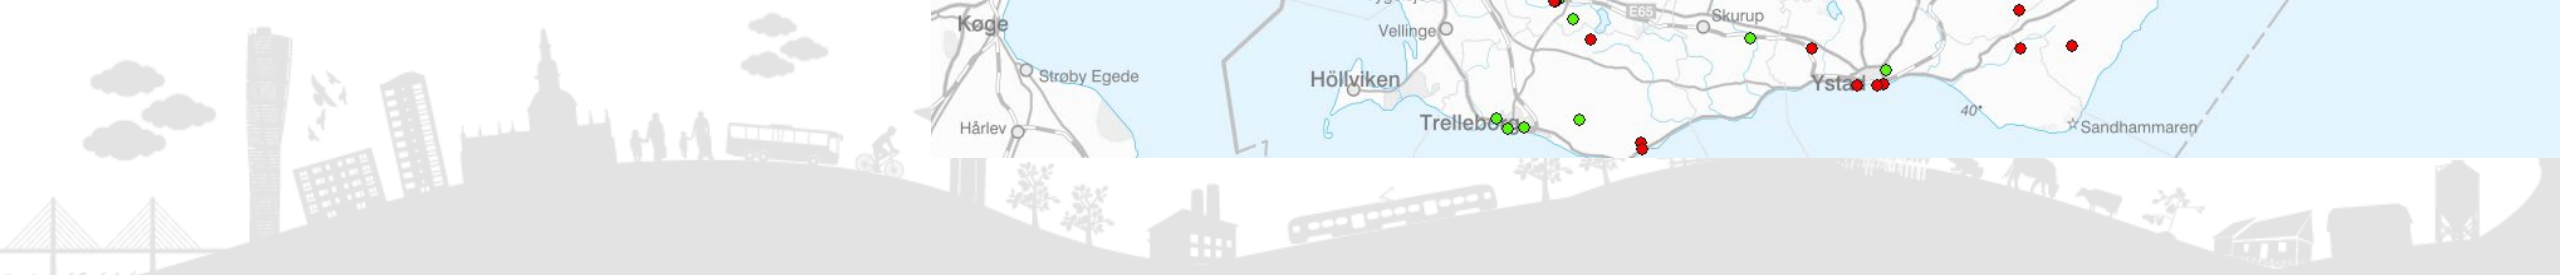 Køge
Skurup
E65
Vellinge
Strøby Egede
Höllviken
Ystad
40*
Trelleborg
Hårlev
Sandhammaren
1